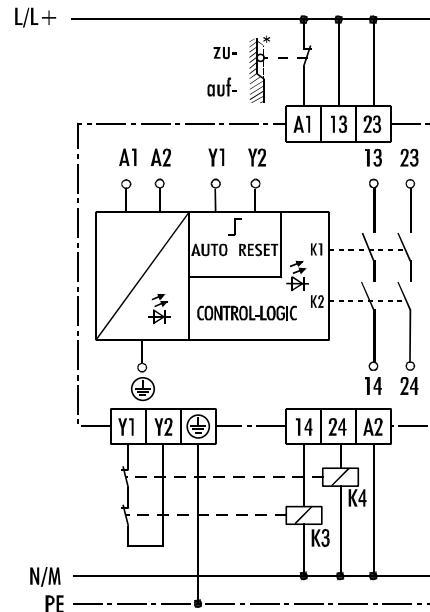 L/L+
zu- *
auf-
A1 13 23
A1 A2 Y1 Y2 13 23
AUTO RESET K1
CONTROL-LOGIC K2
14 24
Y1 Y2 14 24 A2
K4
K3
N/M
PE